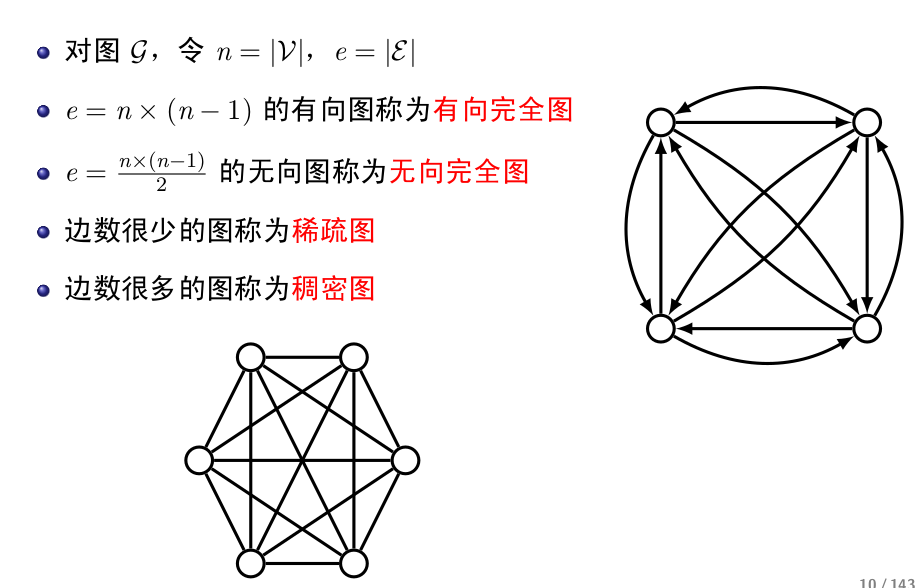 对图 $\mathcal{G}$，令 $n = |\mathcal{V}|$，$e = |\mathcal{E}|$
$e = n \times (n-1)$ 的有向图称为有向完全图
$e = \frac{n \times (n-1)}{2}$ 的无向图称为无向完全图
边数很少的图称为稀疏图
边数很多的图称为稠密图
10 / 143